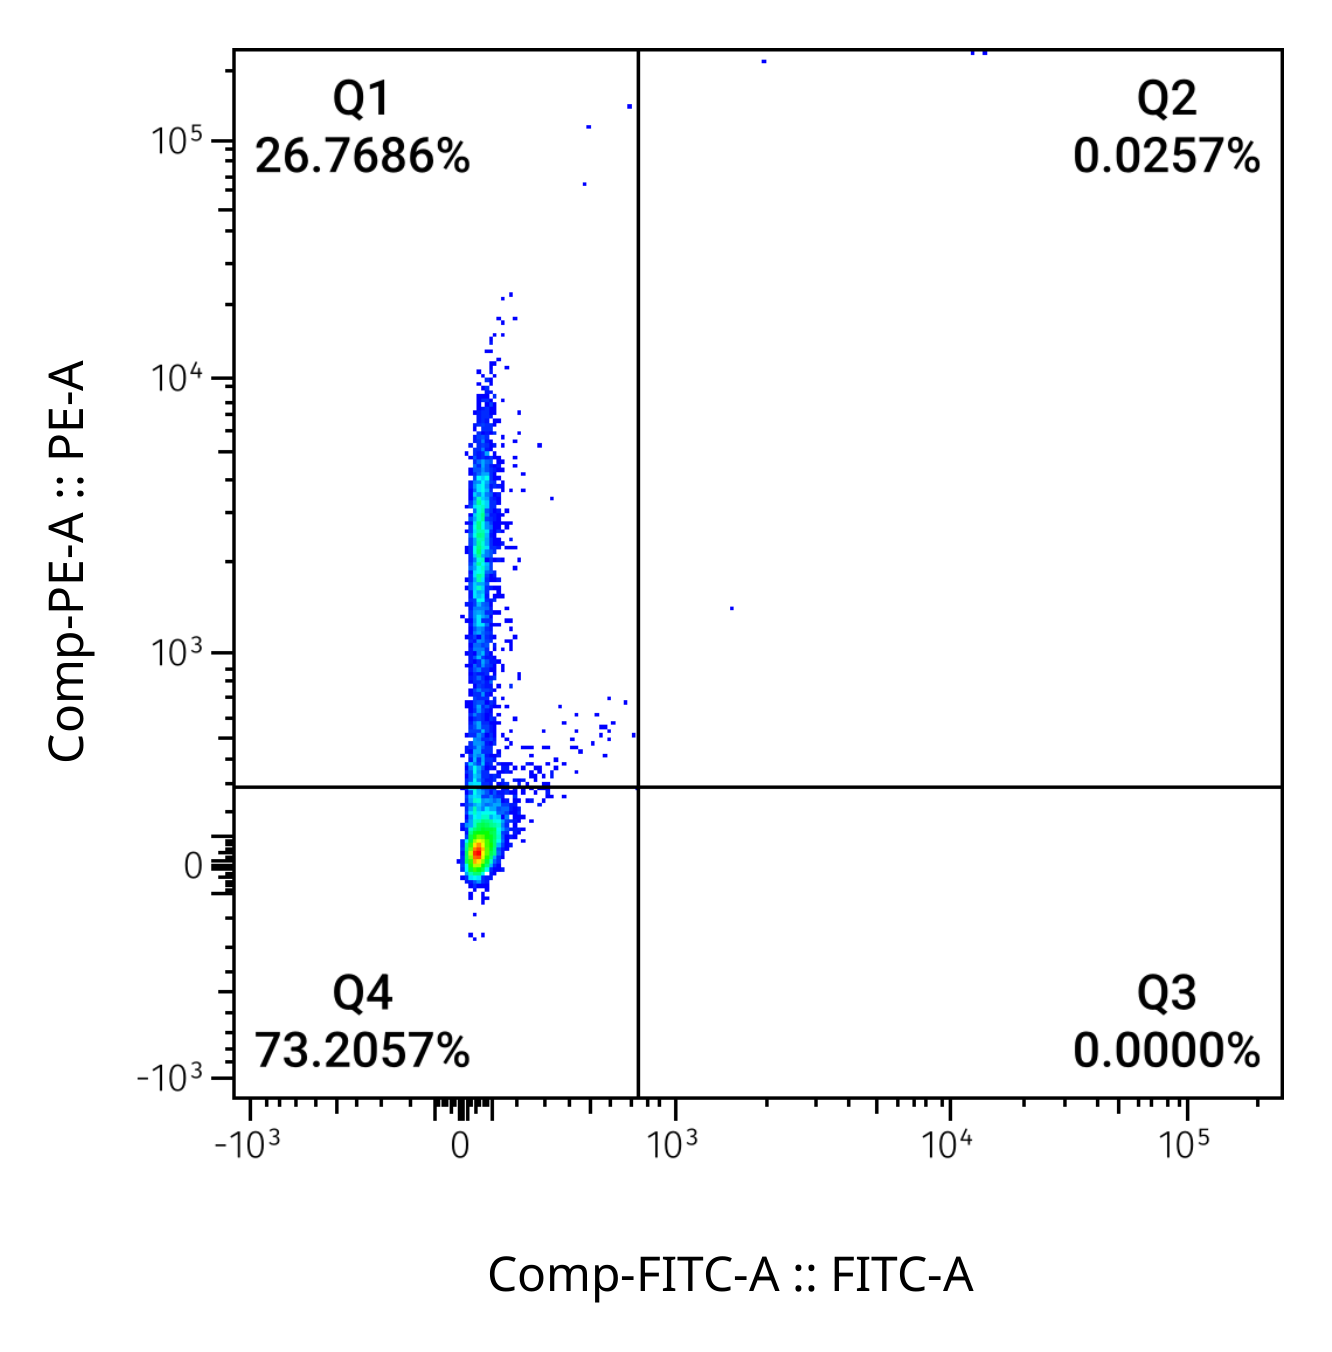 Q1
26.7686%
Q2
0.0257%
10⁵
10⁴
10³
0
-10³
Comp-PE-A :: PE-A
Q4
73.2057%
Q3
0.0000%
-10³ 0 10³ 10⁴ 10⁵
Comp-FITC-A :: FITC-A